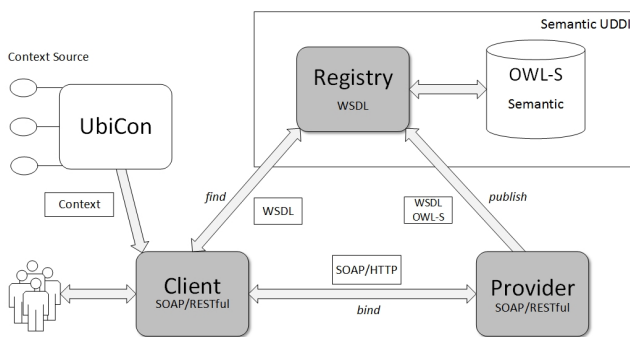 Semantic UDDI
Context Source
Registry
WSDL
OWL-S
Semantic
UbiCon
Context
find
WSDL
WSDL
OWL-S
publish
Client
SOAP/RESTful
SOAP/HTTP
bind
Provider
SOAP/RESTful